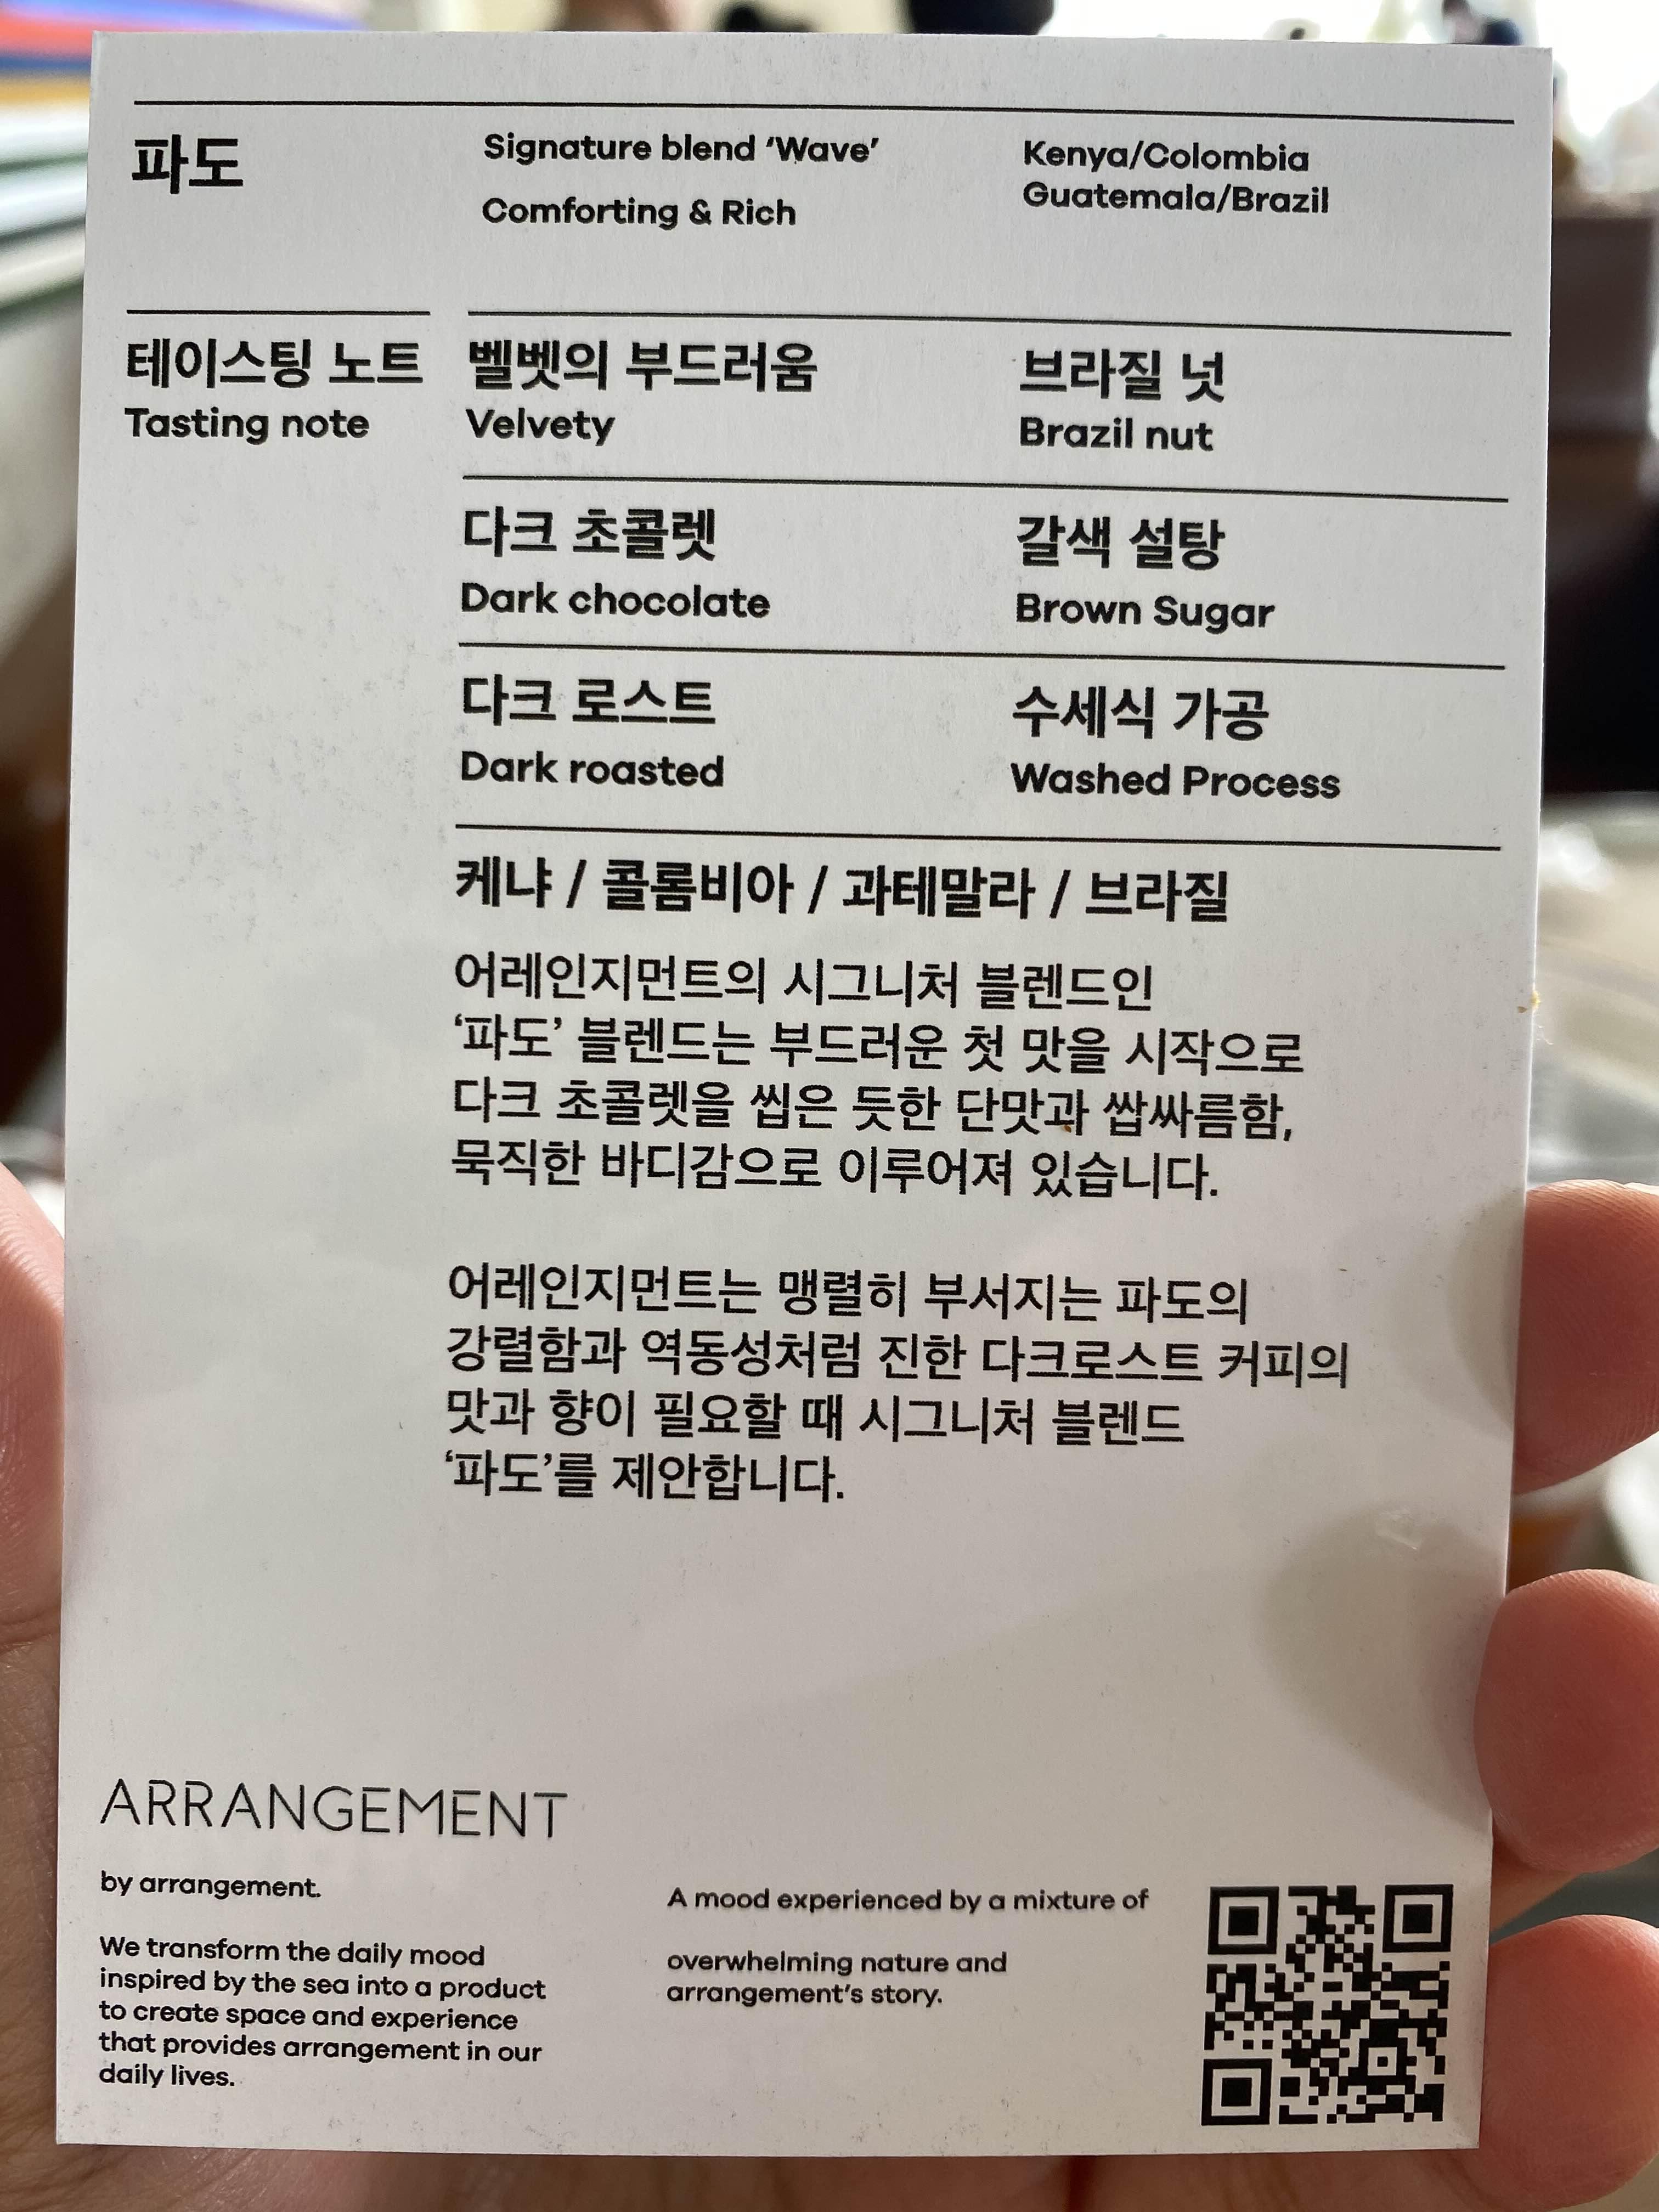 파도
Signature blend ‘Wave’
Comforting & Rich
Kenya/Colombia
Guatemala/Brazil
테이스팅 노트
Tasting note
벨벳의 부드러움
Velvety
브라질 넛
Brazil nut
다크 초콜렛
Dark chocolate
갈색 설탕
Brown Sugar
다크 로스트
Dark roasted
수세식 가공
Washed Process
케냐 / 콜롬비아 / 과테말라 / 브라질
어레인지먼트의 시그니처 블렌드인
‘파도’ 블렌드는 부드러운 첫 맛을 시작으로
다크 초콜렛을 씹은 듯한 단맛과 쌉싸름함,
묵직한 바디감으로 이루어져 있습니다.
어레인지먼트는 맹렬히 부서지는 파도의
강렬함과 역동성처럼 진한 다크로스트 커피의
맛과 향이 필요할 때 시그니처 블렌드
‘파도’를 제안합니다.
ARRANGEMENT
by arrangement.
We transform the daily mood
inspired by the sea into a product
to create space and experience
that provides arrangement in our
daily lives.
A mood experienced by a mixture of
overwhelming nature and
arrangement's story.